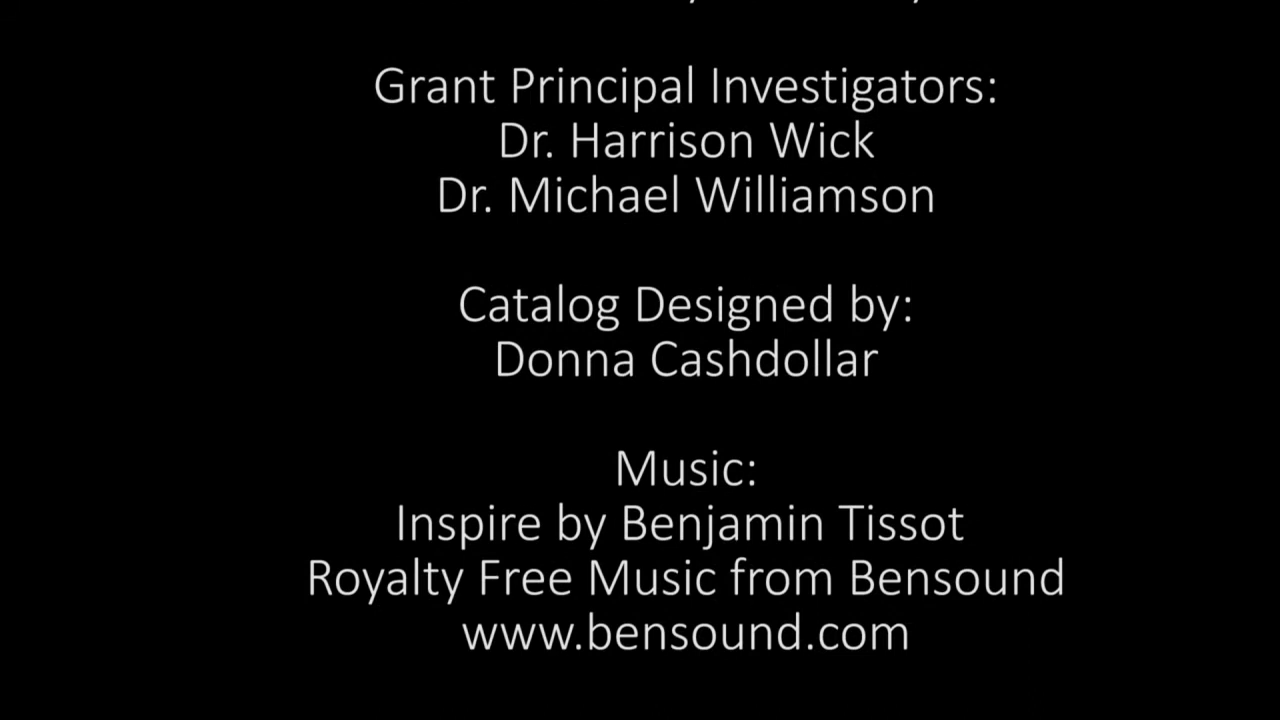 Grant Principal Investigators:
Dr. Harrison Wick
Dr. Michael Williamson
Catalog Designed by:
Donna Cashdollar
Music:
Inspire by Benjamin Tissot
Royalty Free Music from Bensound
www.bensound.com